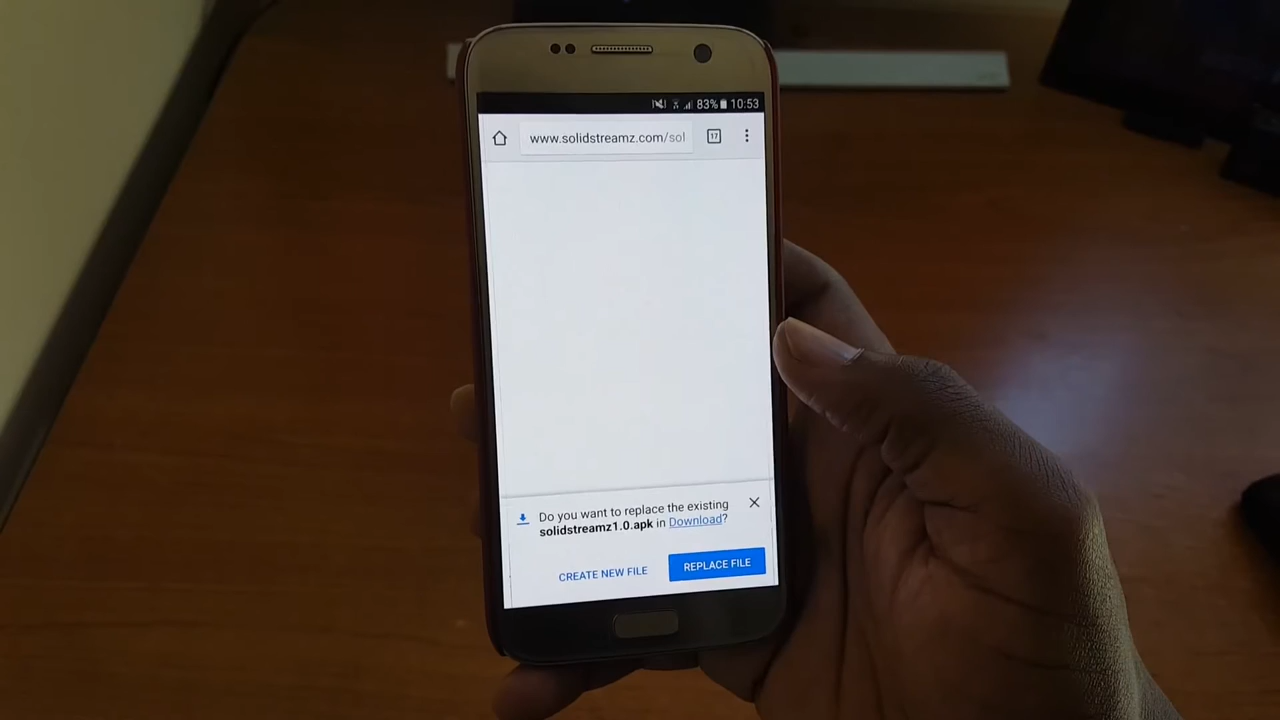 83% 10:53
www.solidstreamz.com/sol
17
Do you want to replace the existing
solidstreamz1.0.apk in Download?
CREATE NEW FILE REPLACE FILE